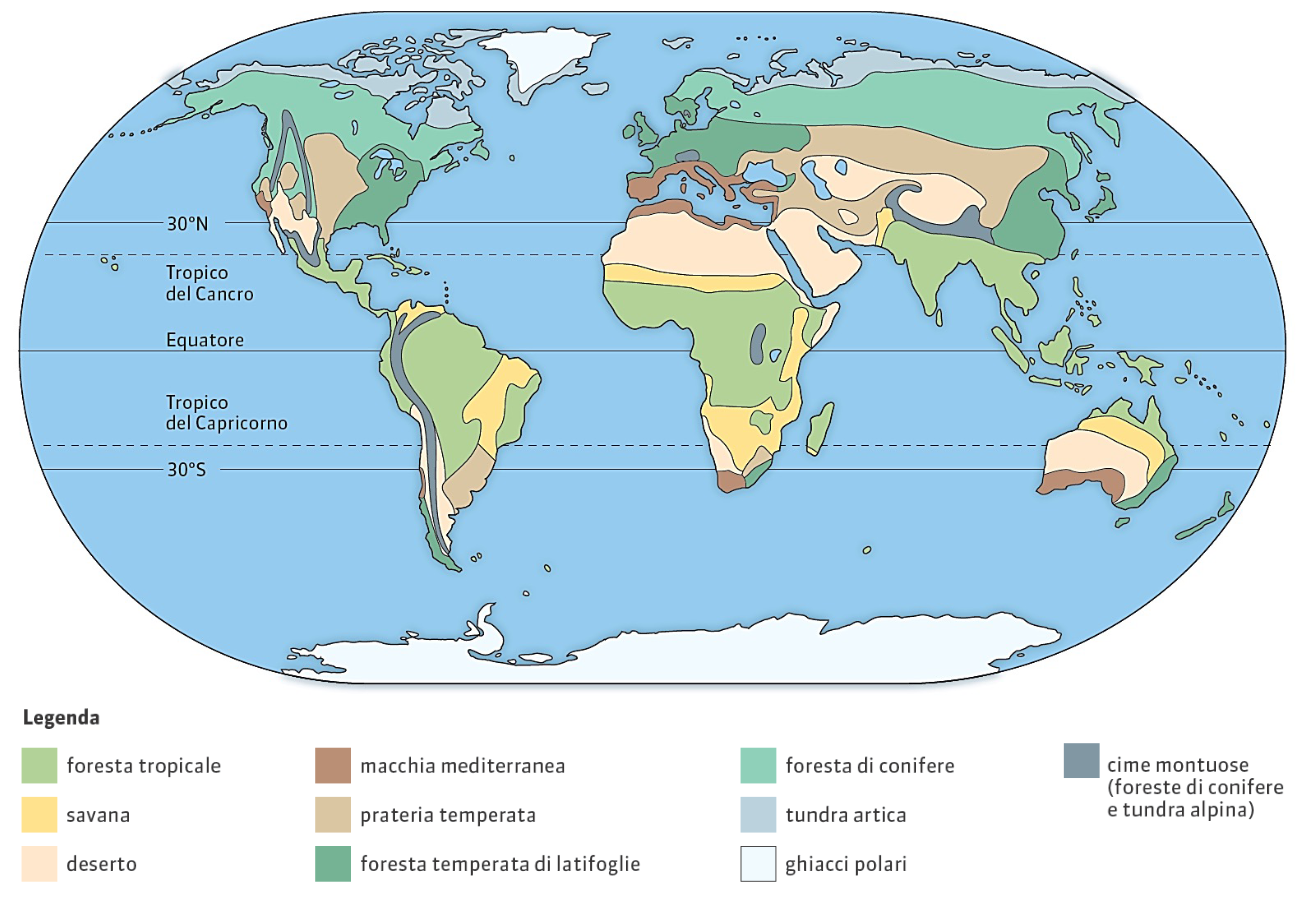 30°N
Tropico
del Cancro
Equatore
Tropico
del Capricorno
30°S
Legenda
foresta tropicale
savana
deserto
macchia mediterranea
prateria temperata
foresta temperata di latifoglie
foresta di conifere
tundra artica
ghiacci polari
cime montuose
(foreste di conifere
e tundra alpina)